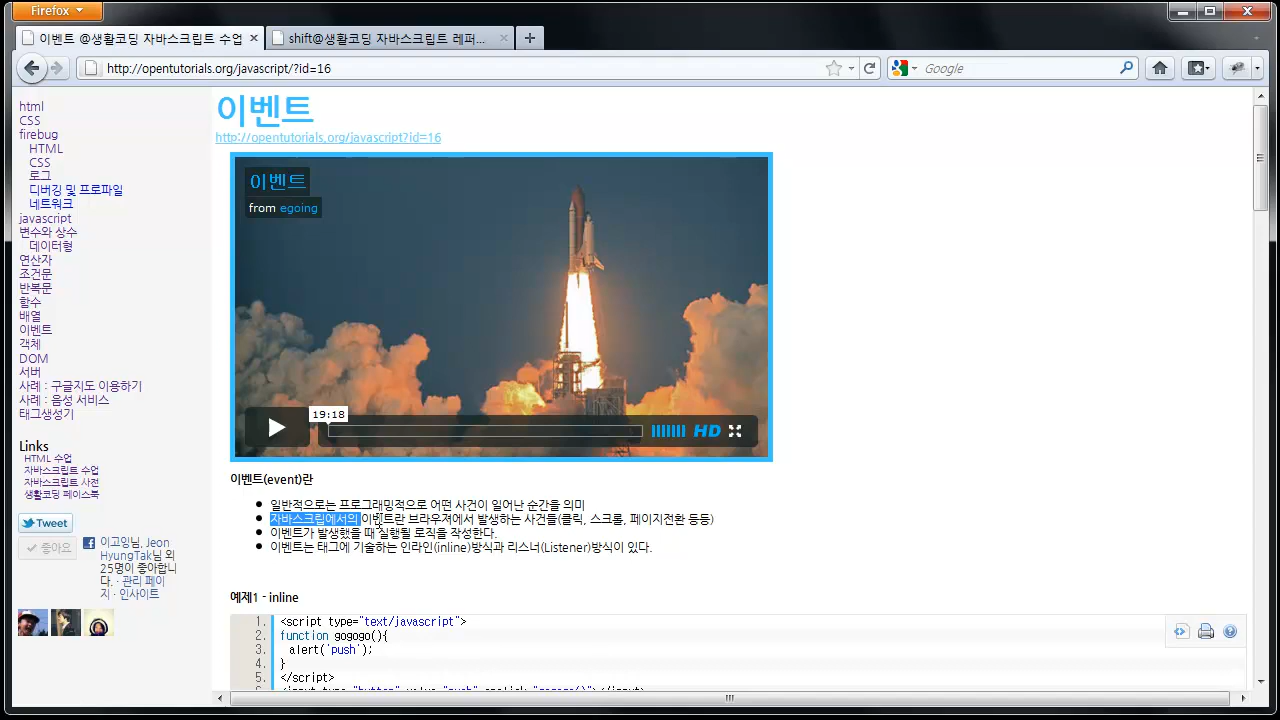 Firefox
이벤트 @생활코딩 자바스크립트 수업
shift@생활코딩 자바스크립트 레퍼...
http://opentutorials.org/javascript/?id=16
Google
html
CSS
firebug
HTML
CSS
로그
디버깅 및 프로파일
네트워크
javascript
변수와 상수
데이터형
연산자
조건문
반복문
함수
배열
이벤트
객체
DOM
서버
사례 : 구글지도 이용하기
사례 : 음성 서비스
태그생성기
Links
HTML 수업
자바스크립트 수업
자바스크립트 사전
생활코딩 페이스북
Tweet
좋아요
이고잉님, Jeon
HyungTak님 외
25명이 좋아합니
다. · 관리 페이
지 · 인사이트
이벤트
http://opentutorials.org/javascript?id=16
이벤트
from egoing
19:18
HD
이벤트(event)란
일반적으로는 프로그래밍적으로 어떤 사건이 일어난 순간을 의미
자바스크립에서의 이벤트란 브라우져에서 발생하는 사건들(클릭, 스크롤, 페이지전환 등등)
이벤트가 발생했을 때 실행될 로직을 작성한다.
이벤트는 태그에 기술하는 인라인(inline)방식과 리스너(Listener)방식이 있다.
예제1 - inline
1. <script type="text/javascript">
2. function gogogo(){
3. alert('push');
4. }
5. </script>